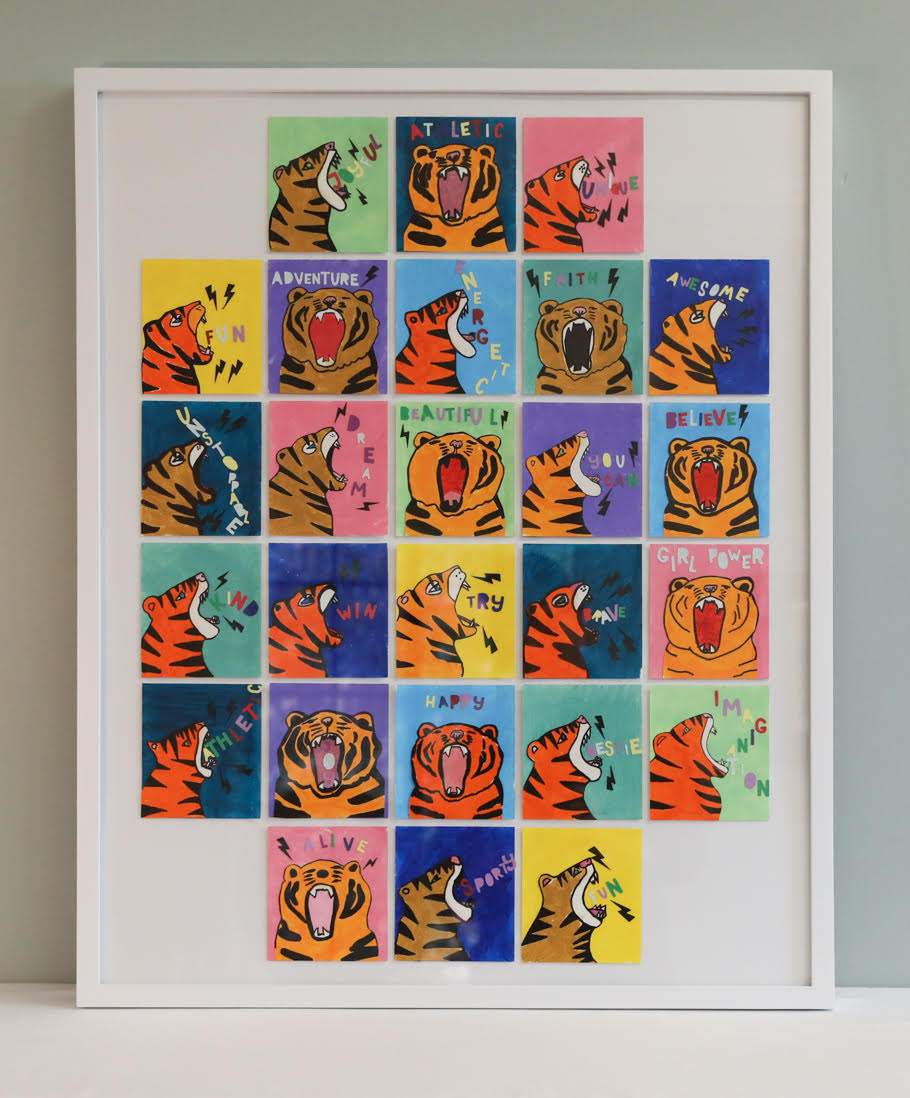 JOYFUL
ATHLETIC
UNIQUE
FUN
ADVENTURE
ENERGETIC
FAITH
AWESOME
UNSTOPPABLE
DREAM
BEAUTIFULL
YOU CAN
BELIEVE
KIND
WIN
TRY
BRAVE
GIRL POWER
ATHLETIC
HAPPY
BESTIE
IMAGINATION
ALIVE
SPORTY
FUN